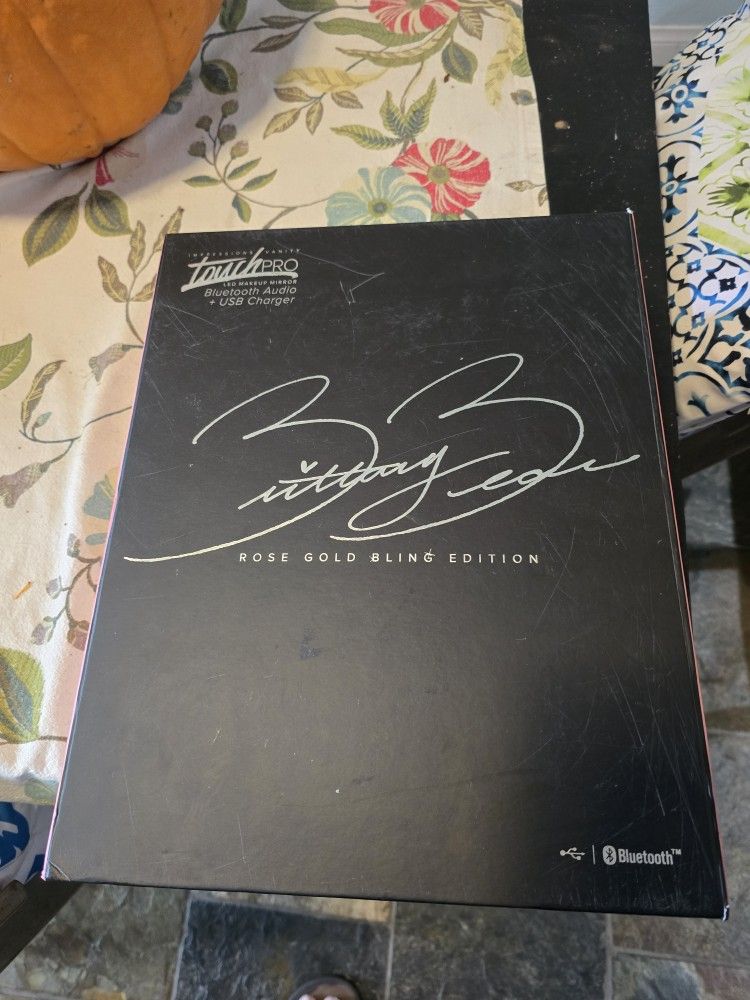 IMPRESSIONS VANITY
touchPRO
LED MAKEUP MIRROR
Bluetooth Audio
+ USB Charger
ROSE GOLD BLING EDITION
Bluetooth™